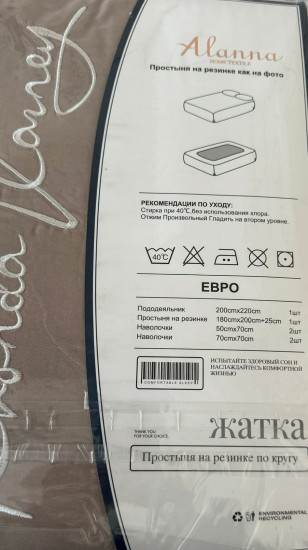 Alanna
HOME TEXTILE
Простыня на резинке как на фото
РЕКОМЕНДАЦИИ ПО УХОДУ:
Стирка при 40°C,без использования хлора.
Отжим Произвольный Гладить на втором уровне.
40°C
ЕВРО
Пододеяльник 200cmx220cm 1шт
Простыня на резинке 180cmx200cm+25cm 1шт
Наволочки 50cmx70cm 2шт
Наволочки 70cmx70cm 2шт
COMFORTABLE SLEEP
ИСПЫТАЙТЕ ЗДОРОВЫЙ СОН И
НАСЛАЖДАЙТЕСЬ КОМФОРТНОЙ
ЖИЗНЬЮ
THANK YOU
FOR YOUR CHOICE.
ЖАТКА
Простыня на резинке по кругу
ENVIRONMENTAL
RECYCLING